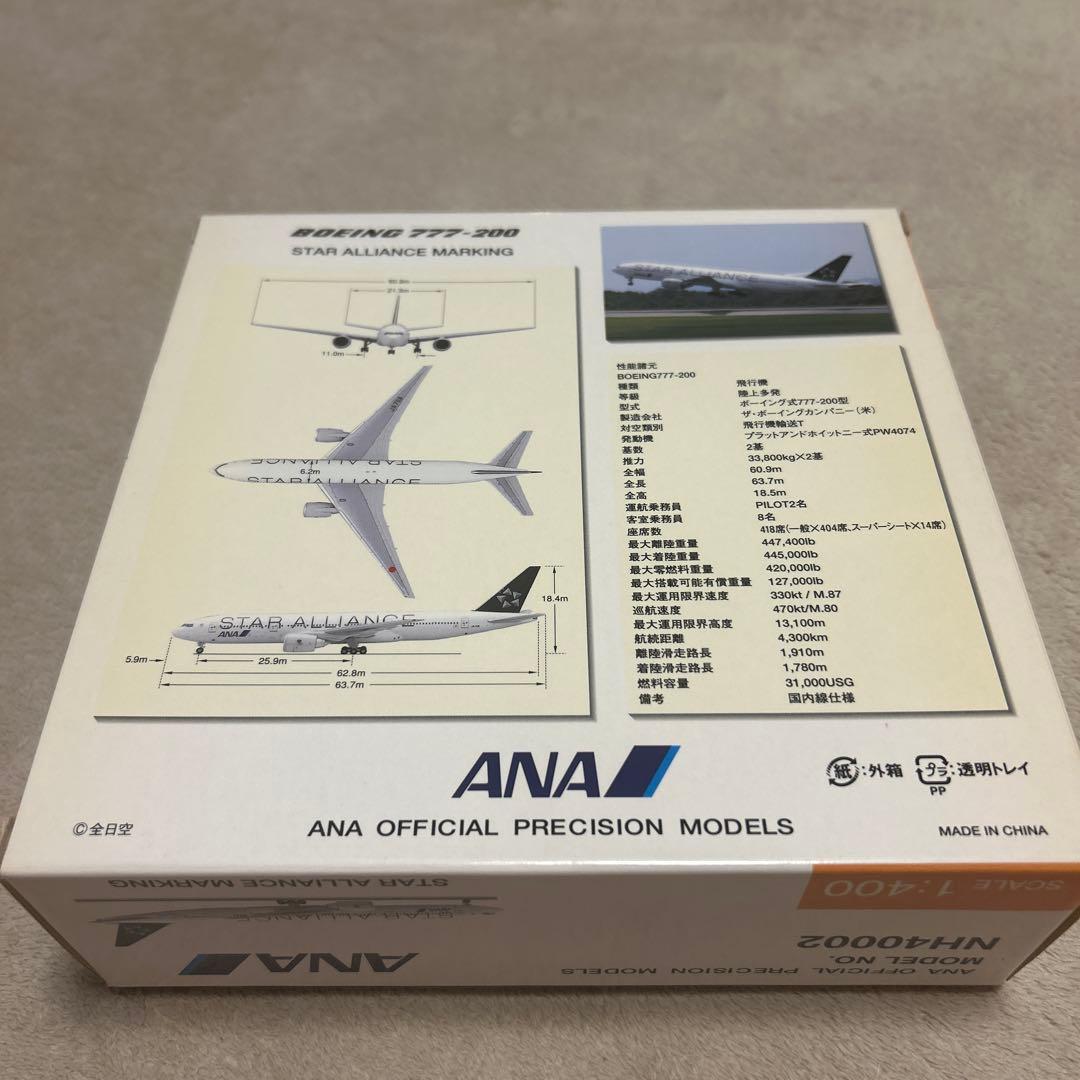 BOEING 777-200
STAR ALLIANCE MARKING
60.9m
21.3m
11.0m
STAR ALLIANCE
6.2m
STAR ALLIANCE
STAR ALLIANCE
ANA
18.4m
5.9m
25.9m
62.8m
63.7m
STAR ALLIANCE
性能諸元
BOEING777-200
種類 飛行機
等級 陸上多発
型式 ボーイング式777-200型
製造会社 ザ・ボーイングカンパニー(米)
対空類別 飛行機輸送T
発動機 プラットアンドホイットニー式PW4074
基数 2基
推力 33,800kg×2基
全幅 60.9m
全長 63.7m
全高 18.5m
運航乗務員 PILOT2名
客室乗務員 8名
座席数 418席(一般×404席、スーパーシート×14席)
最大離陸重量 447,400lb
最大着陸重量 445,000lb
最大零燃料重量 420,000lb
最大搭載可能有償重量 127,000lb
最大運用限界速度 330kt / M.87
巡航速度 470kt/M.80
最大運用限界高度 13,100m
航続距離 4,300km
離陸滑走路長 1,910m
着陸滑走路長 1,780m
燃料容量 31,000USG
備考 国内線仕様
ANA
紙:外箱 プラ:透明トレイ
PP
©全日空
ANA OFFICIAL PRECISION MODELS
MADE IN CHINA
STAR ALLIANCE MARKING
SCALE 1:400
STAR ALLIANCE
MODEL NO.
NH40002
ANA
ANA OFFICIAL PRECISION MODELS